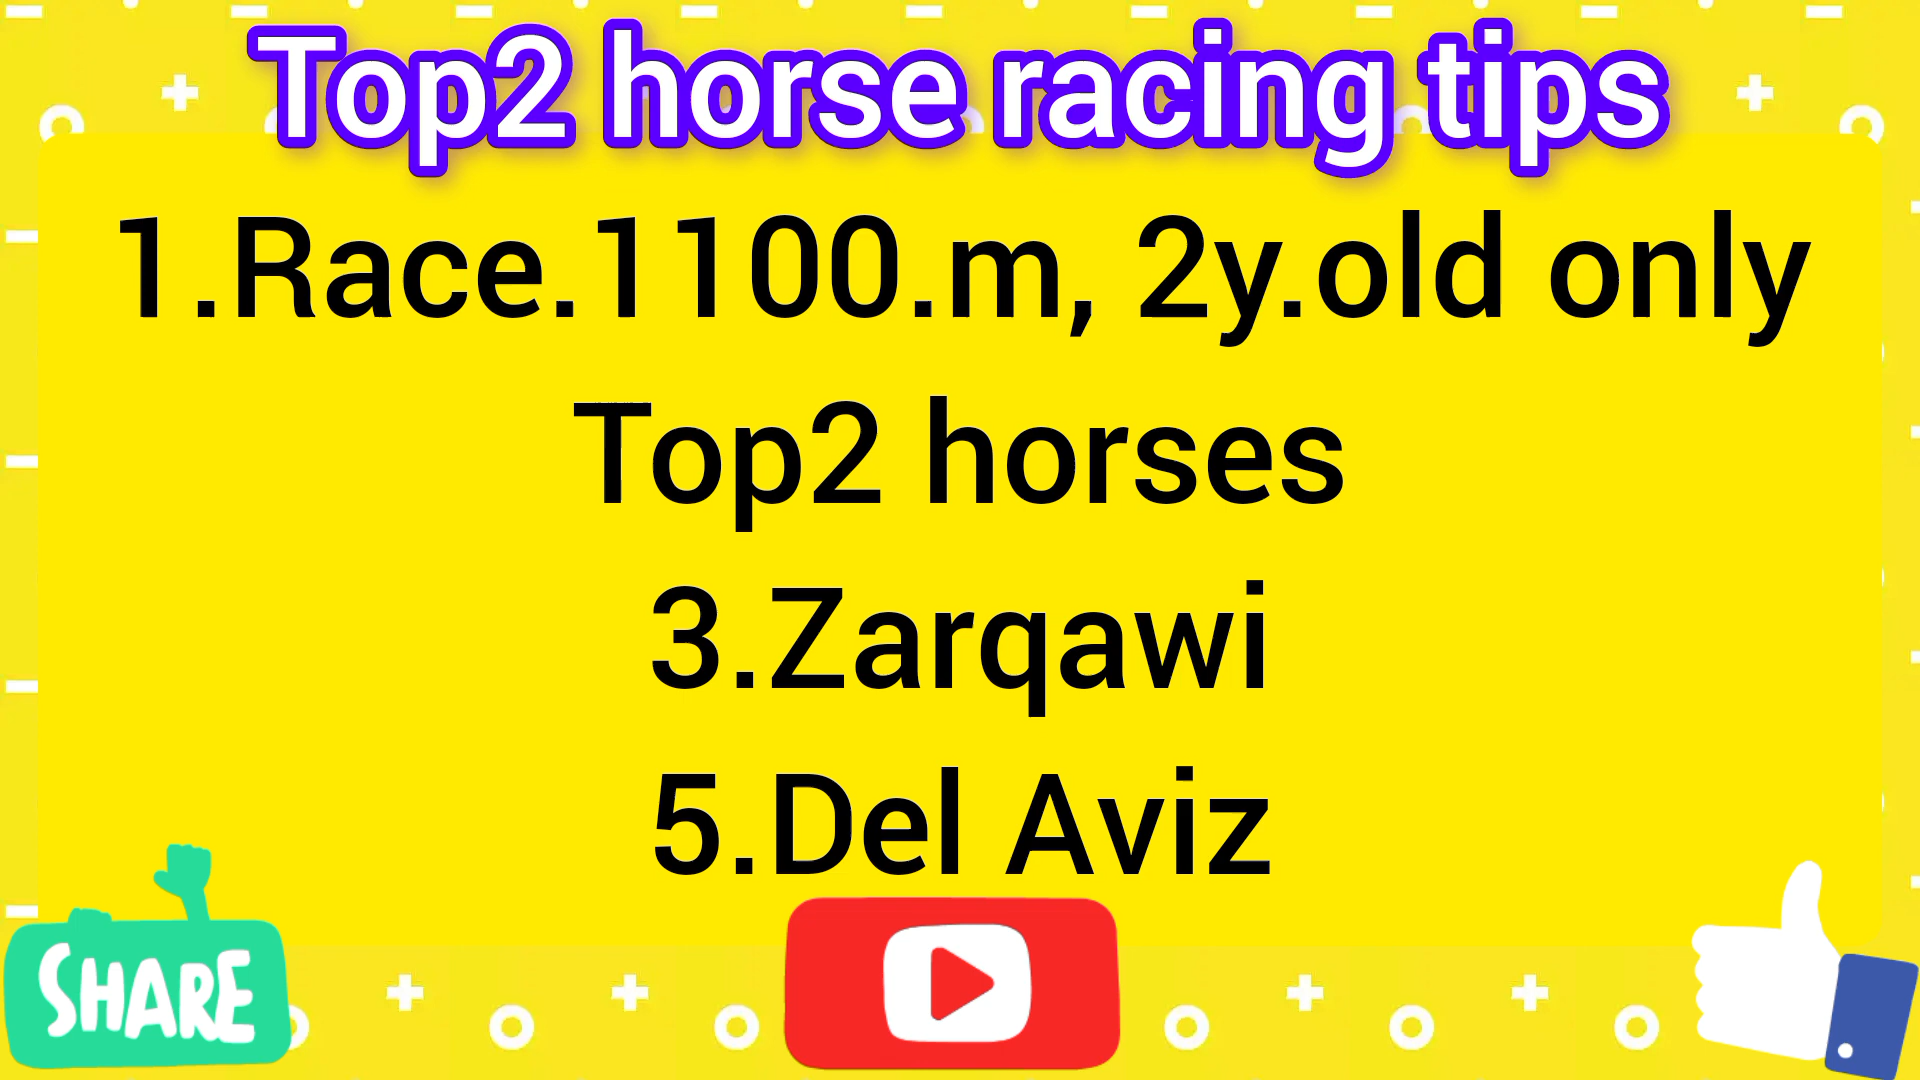 Top2 horse racing tips
1.Race.1100.m, 2y.old only
Top2 horses
3.Zarqawi
5.Del Aviz
SHARE